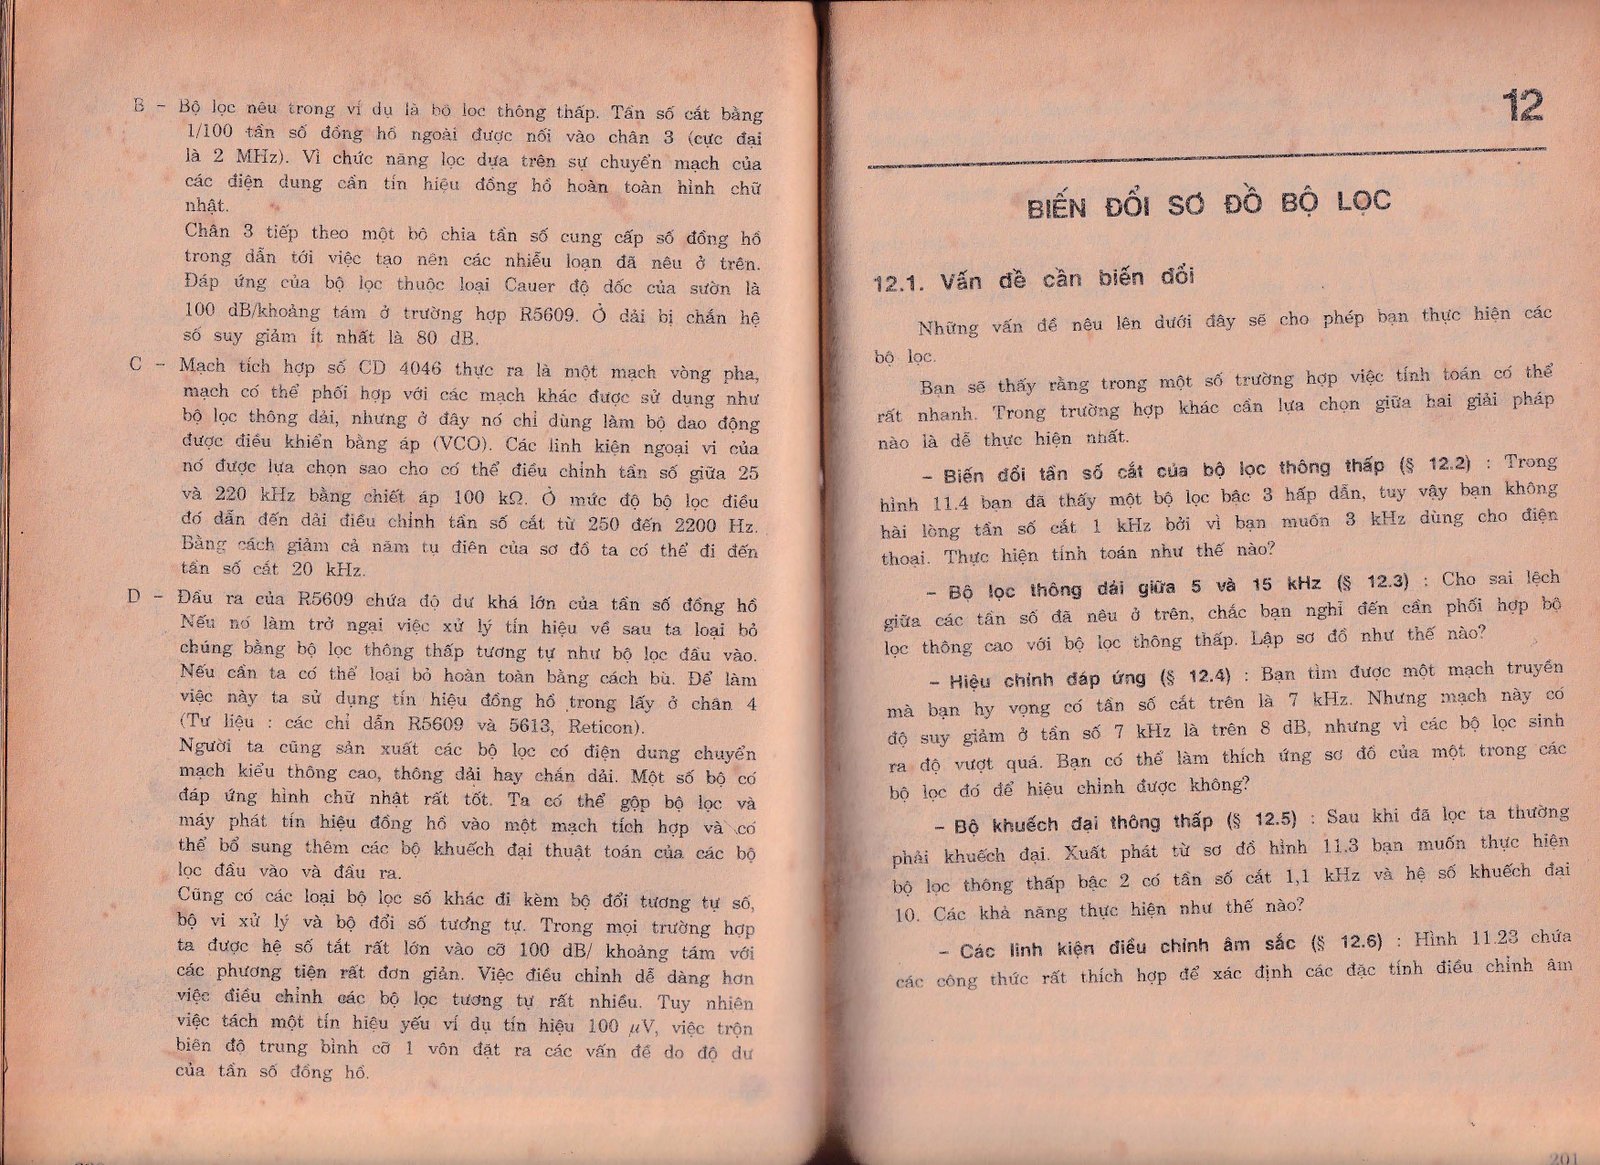 B - Bộ lọc nêu trong ví dụ là bộ loc thông thấp. Tần số cắt bằng
1/100 tần số đồng hồ ngoài được nối vào chân 3 (cực đại
là 2 MHz). Vì chức năng lọc dựa trên sự chuyển mạch của
các điện dung cần tín hiệu đồng hồ hoàn toàn hình chữ
nhật.
Chân 3 tiếp theo một bộ chia tần số cung cấp số đồng hồ
trong dẫn tới việc tạo nên các nhiễu loạn đã nêu ở trên.
Đáp ứng của bộ lọc thuộc loại Cauer độ dốc của sườn là
100 dB/khoảng tám ở trường hợp R5609. Ở dải bị chắn hệ
số suy giảm ít nhất là 80 dB.
C - Mạch tích hợp số CD 4046 thực ra là một mạch vòng pha,
mạch có thể phối hợp với các mạch khác được sử dụng như
bộ lọc thông dải, nhưng ở đây nó chỉ dùng làm bộ dao động
được điều khiển bằng áp (VCO). Các linh kiện ngoại vi của
nó được lựa chọn sao cho có thể điều chỉnh tần số giữa 25
và 220 kHz bằng chiết áp 100 kΩ. Ở mức độ bộ lọc điều
đó dẫn đến dải điều chỉnh tần số cắt từ 250 đến 2200 Hz.
Bằng cách giảm cả năm tụ điên của sơ đồ ta có thể đi đến
tần số cắt 20 kHz.
D - Đầu ra của R5609 chứa độ dư khá lớn của tần số đồng hồ
Nếu nó làm trở ngại việc xử lý tín hiệu về sau ta loại bỏ
chúng bằng bộ lọc thông thấp tương tự như bộ lọc đầu vào.
Nếu cần ta có thể loại bỏ hoàn toàn bằng cách bù. Để làm
việc này ta sử dụng tín hiệu đồng hồ trong lấy ở chân 4
(Tư liệu : các chỉ dẫn R5609 và 5613, Reticon).
Người ta cũng sản xuất các bộ lọc có điện dung chuyển
mạch kiểu thông cao, thông dải hay chắn dải. Một số bộ có
đáp ứng hình chữ nhật rất tốt. Ta có thể gộp bộ lọc và
máy phát tín hiệu đồng hồ vào một mạch tích hợp và có
thể bổ sung thêm các bộ khuếch đại thuật toán của các bộ
lọc đầu vào và đầu ra.
Cũng có các loại bộ lọc số khác đi kèm bộ đổi tương tự số,
bộ vi xử lý và bộ đổi số tương tự. Trong mọi trường hợp
ta được hệ số tắt rất lớn vào cỡ 100 dB/ khoảng tám với
các phương tiện rất đơn giản. Việc điều chỉnh dễ dàng hơn
việc điều chỉnh các bộ lọc tương tự rất nhiều. Tuy nhiên
việc tách một tín hiệu yếu ví dụ tín hiệu 100 μV, việc trộn
biên độ trung bình cỡ 1 vôn đặt ra các vấn đề do độ dư
của tần số đồng hồ.
12
BIẾN ĐỔI SƠ ĐỒ BỘ LỌC
12.1. Vấn đề cần biến đổi
Những vấn đề nêu lên dưới đây sẽ cho phép bạn thực hiện các
bộ lọc.
Bạn sẽ thấy rằng trong một số trường hợp việc tính toán có thể
rất nhanh. Trong trường hợp khác cần lựa chọn giữa hai giải pháp
nào là dễ thực hiện nhất.
- Biến đổi tần số cắt của bộ lọc thông thấp (§ 12.2) : Trong
hình 11.4 bạn đã thấy một bộ lọc bậc 3 hấp dẫn, tuy vậy bạn không
hài lòng tần số cắt 1 kHz bởi vì bạn muốn 3 kHz dùng cho điện
thoại. Thực hiện tính toán như thế nào?
- Bộ lọc thông dải giữa 5 và 15 kHz (§ 12.3) : Cho sai lệch
giữa các tần số đã nêu ở trên, chắc bạn nghi đến cần phối hợp bộ
lọc thông cao với bộ lọc thông thấp. Lập sơ đồ như thế nào?
- Hiệu chỉnh đáp ứng (§ 12.4) : Bạn tìm được một mạch truyền
mà bạn hy vọng có tần số cắt trên là 7 kHz. Nhưng mạch này có
độ suy giảm ở tần số 7 kHz là trên 8 dB, nhưng vì các bộ lọc sinh
ra độ vượt quá. Bạn có thể làm thích ứng sơ đồ của một trong các
bộ lọc đó để hiệu chỉnh được không?
- Bộ khuếch đại thông thấp (§ 12.5) : Sau khi đã lọc ta thường
phải khuếch đại. Xuất phát từ sơ đồ hình 11.3 bạn muốn thực hiện
bộ lọc thông thấp bậc 2 có tần số cắt 1,1 kHz và hệ số khuếch đại
10. Các khả năng thực hiện như thế nào?
- Các linh kiện điều chỉnh âm sắc (§ 12.6) : Hình 11.23 chứa
các công thức rất thích hợp để xác định các đặc tính điều chỉnh âm
201